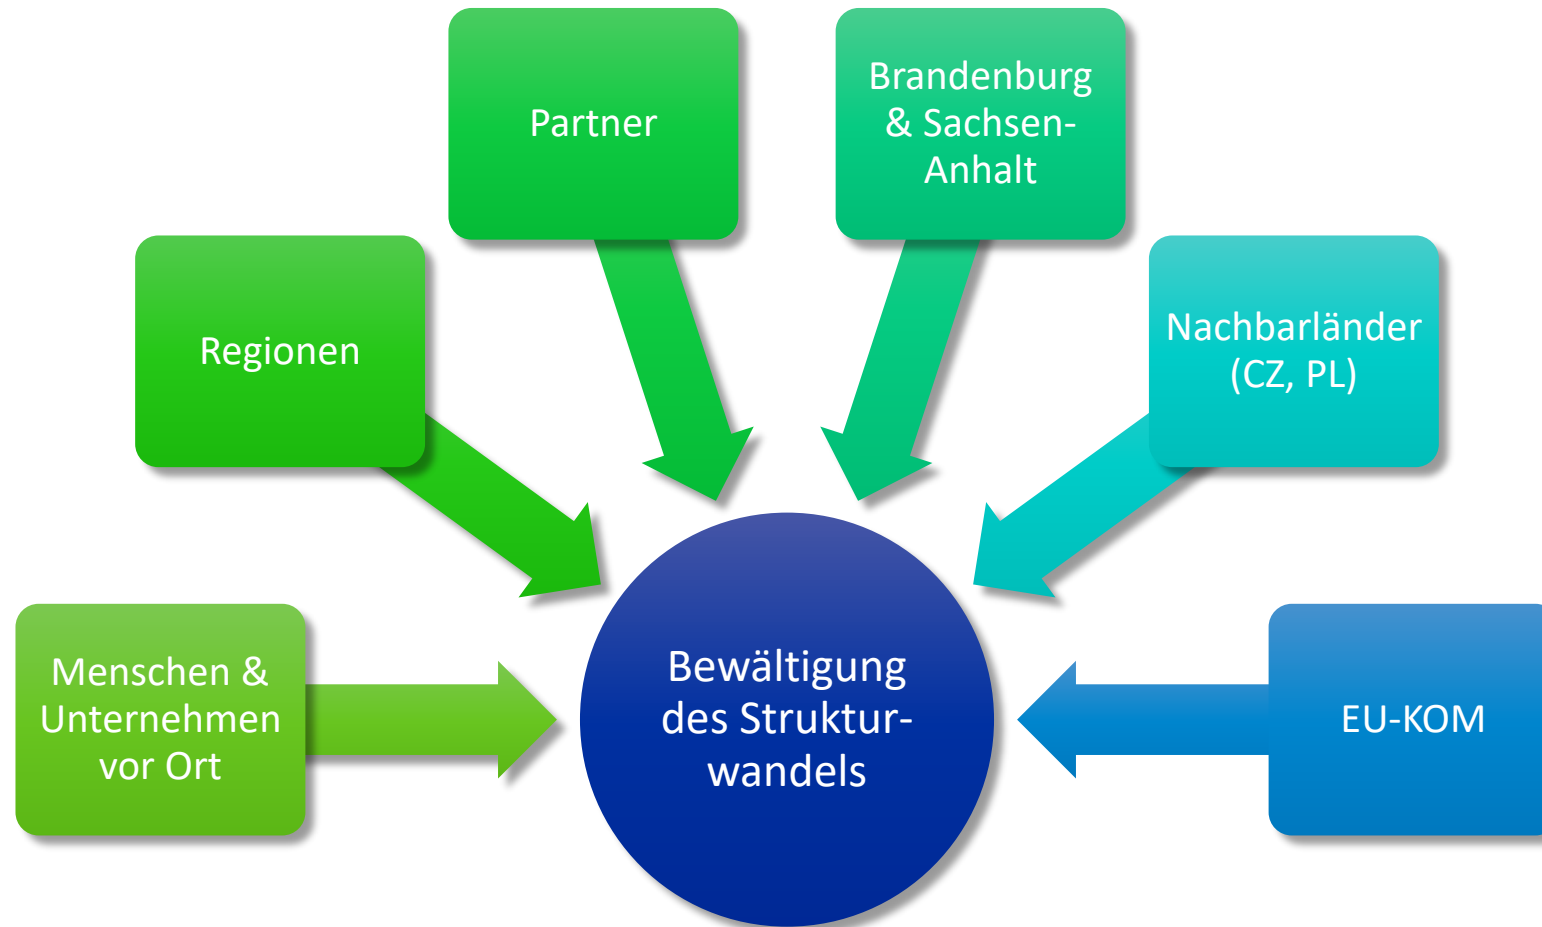 Partner
Brandenburg
& Sachsen-
Anhalt
Regionen
Nachbarländer
(CZ, PL)
Menschen &
Unternehmen
vor Ort
Bewältigung
des Struktur-
wandels
EU-KOM